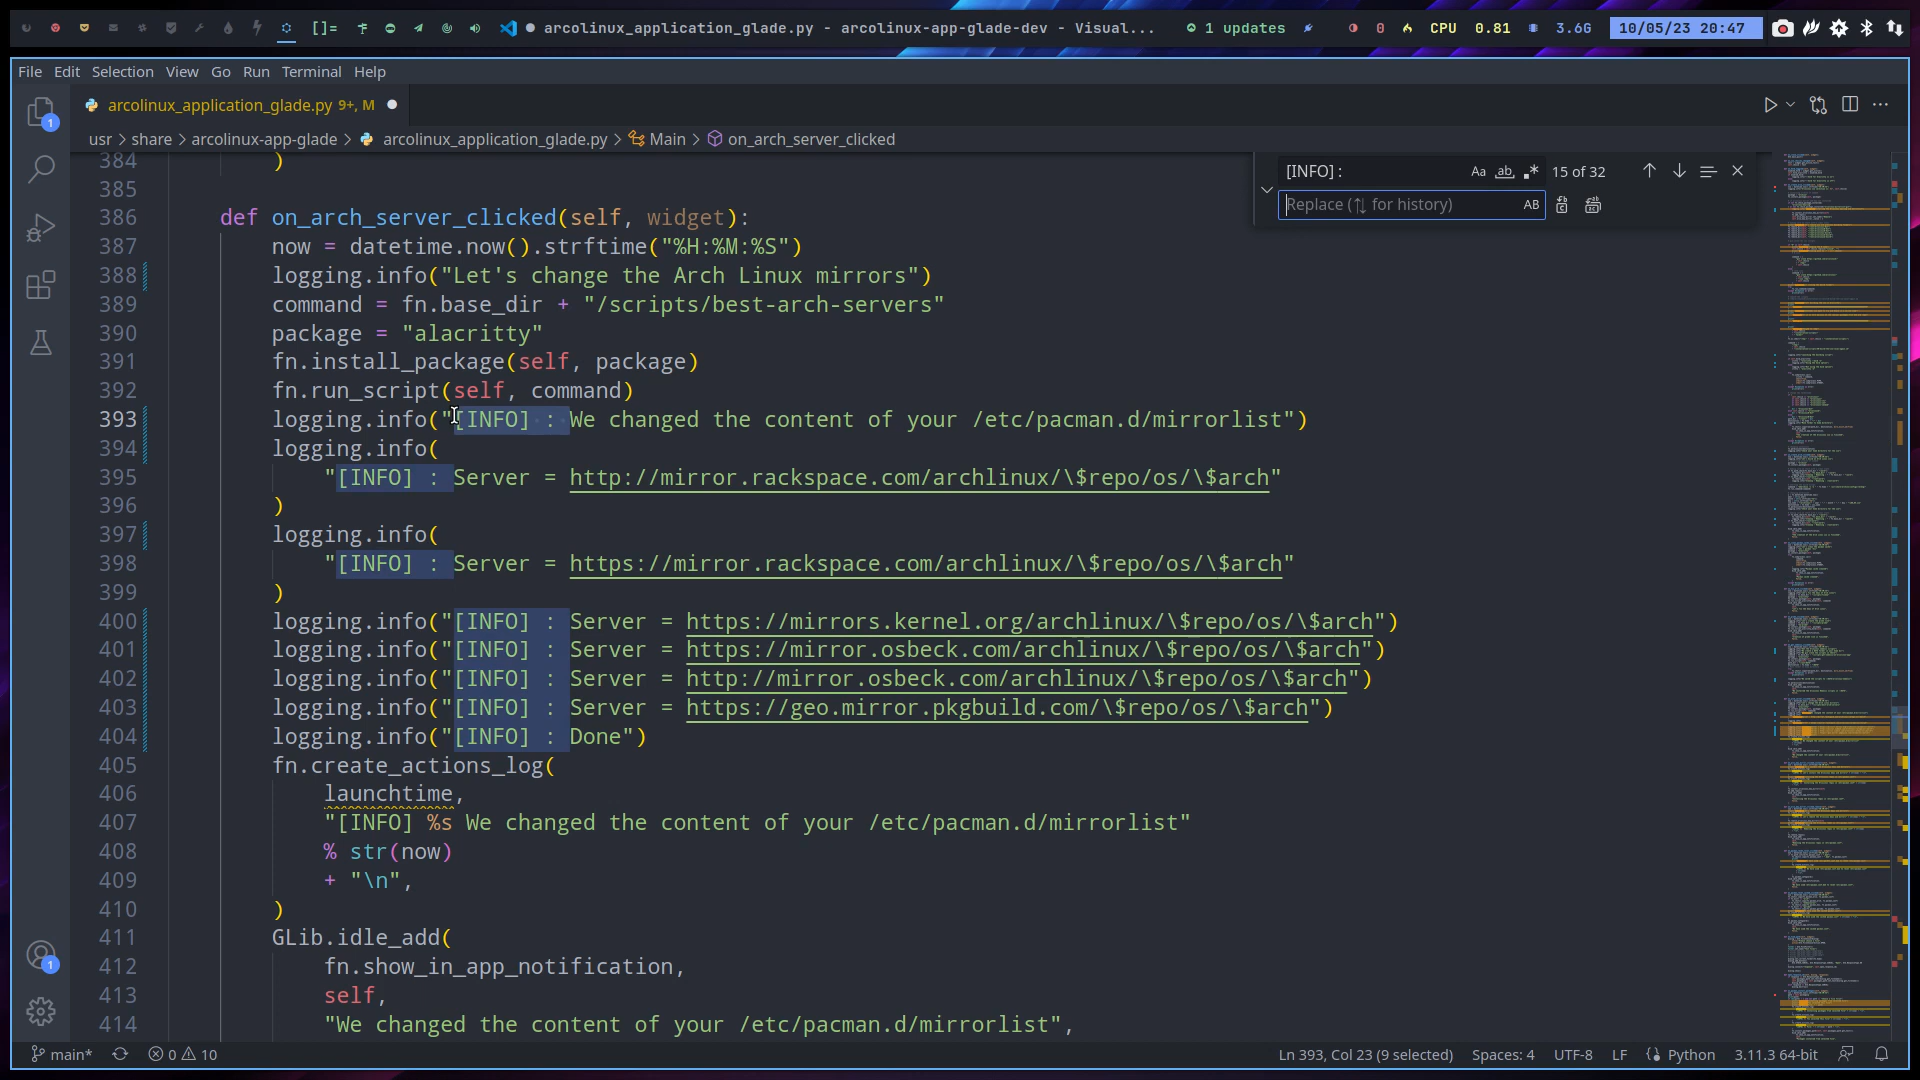 []= arcolinux_application_glade.py - arcolinux-app-glade-dev - Visual... 1 updates 0 CPU 0.81 3.6G 10/05/23 20:47
File Edit Selection View Go Run Terminal Help
arcolinux_application_glade.py 9+, M
usr > share > arcolinux-app-glade > arcolinux_application_glade.py > Main > on_arch_server_clicked
[INFO] : Aa ab 15 of 32
Replace (⇅ for history) AB
384 )
385
386 def on_arch_server_clicked(self, widget):
387 now = datetime.now().strftime("%H:%M:%S")
388 logging.info("Let's change the Arch Linux mirrors")
389 command = fn.base_dir + "/scripts/best-arch-servers"
390 package = "alacritty"
391 fn.install_package(self, package)
392 fn.run_script(self, command)
393 logging.info("[INFO] : We changed the content of your /etc/pacman.d/mirrorlist")
394 logging.info(
395 "[INFO] : Server = http://mirror.rackspace.com/archlinux/\$repo/os/\$arch"
396 )
397 logging.info(
398 "[INFO] : Server = https://mirror.rackspace.com/archlinux/\$repo/os/\$arch"
399 )
400 logging.info("[INFO] : Server = https://mirrors.kernel.org/archlinux/\$repo/os/\$arch")
401 logging.info("[INFO] : Server = https://mirror.osbeck.com/archlinux/\$repo/os/\$arch")
402 logging.info("[INFO] : Server = http://mirror.osbeck.com/archlinux/\$repo/os/\$arch")
403 logging.info("[INFO] : Server = https://geo.mirror.pkgbuild.com/\$repo/os/\$arch")
404 logging.info("[INFO] : Done")
405 fn.create_actions_log(
406 launchtime,
407 "[INFO] %s We changed the content of your /etc/pacman.d/mirrorlist"
408 % str(now)
409 + "\n",
410 )
411 GLib.idle_add(
412 fn.show_in_app_notification,
413 self,
414 "We changed the content of your /etc/pacman.d/mirrorlist",
1
1
main* 0 10 Ln 393, Col 23 (9 selected) Spaces: 4 UTF-8 LF Python 3.11.3 64-bit